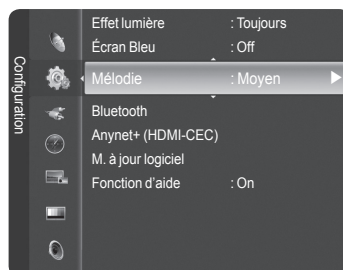 Configuration
Effet lumière : Toujours
Écran Bleu : Off
Mélodie : Moyen
Bluetooth
Anynet+ (HDMI-CEC)
M. à jour logiciel
Fonction d'aide : On